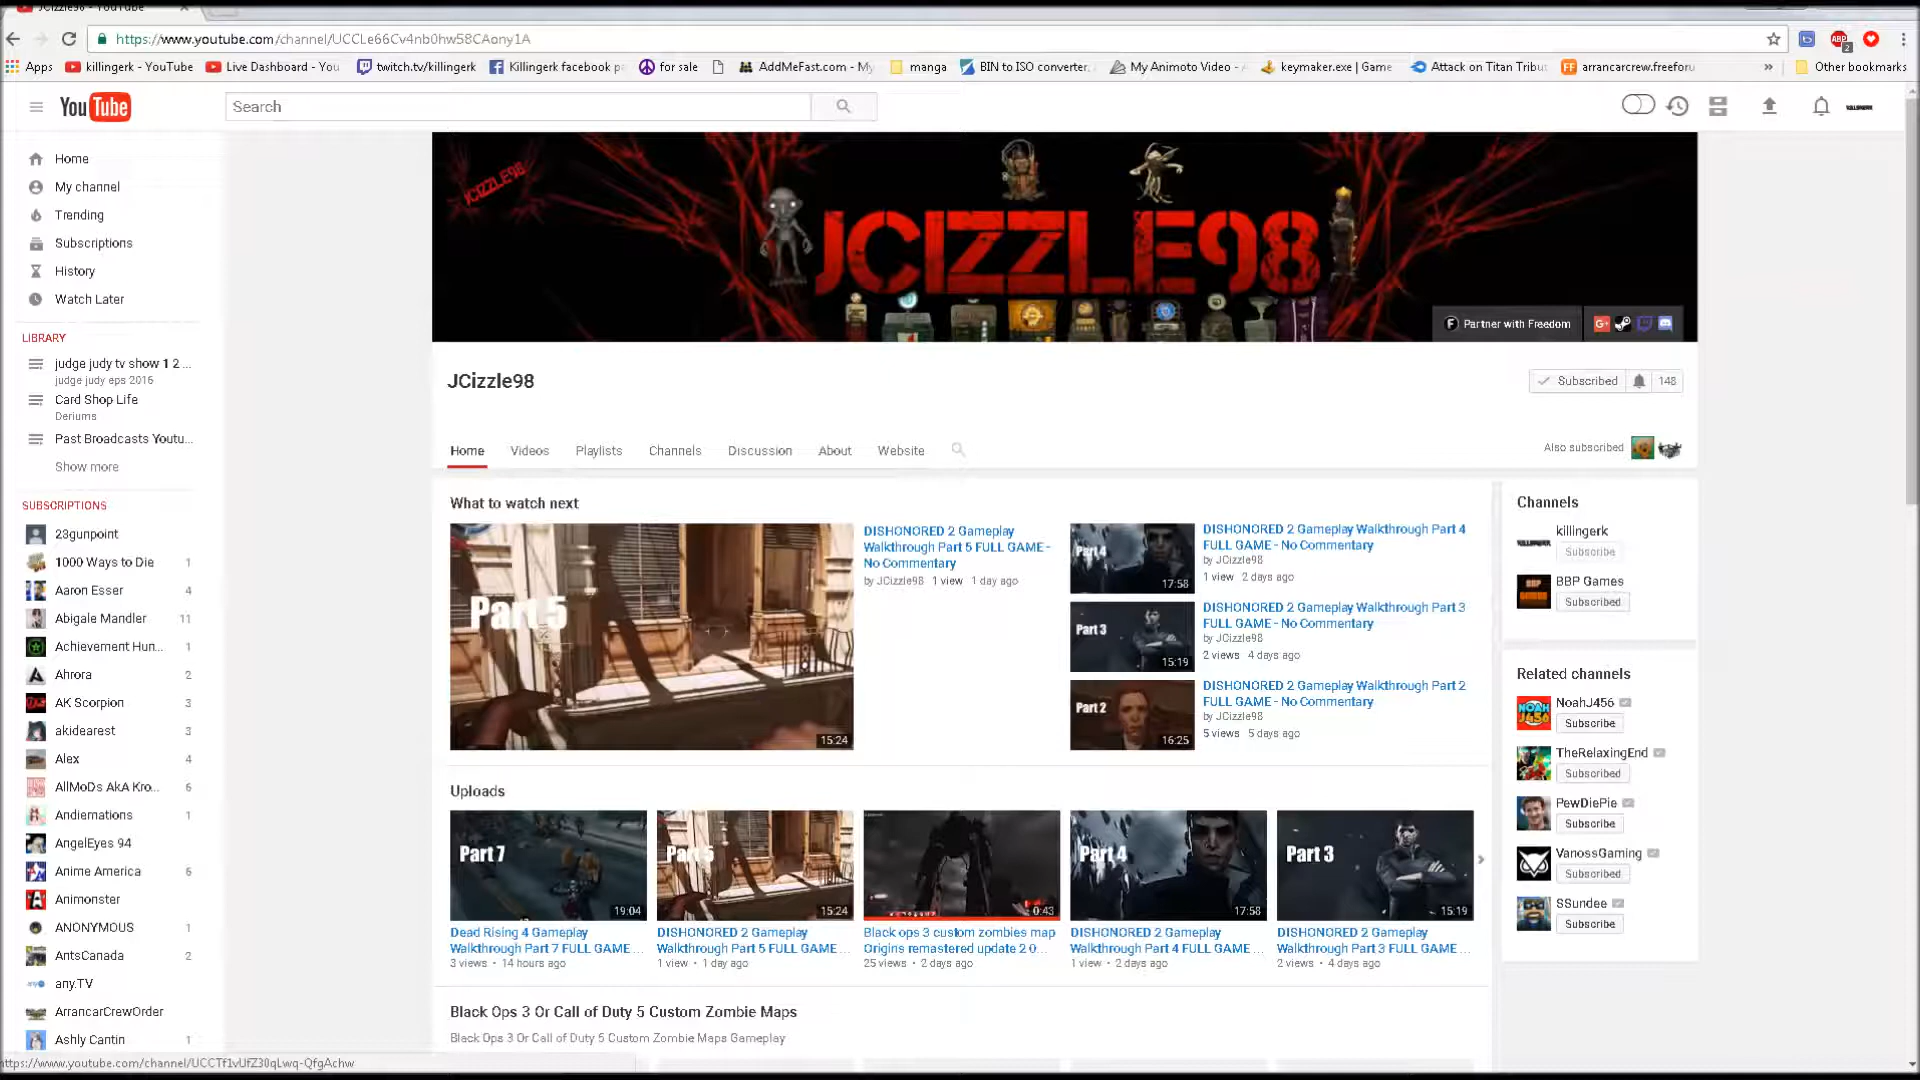 JCizzle98 - YouTube
https://www.youtube.com/channel/UCCLe66Cv4nb0hw58CAony1A
Apps killingerk - YouTube Live Dashboard - You twitch.tv/killingerk Killingerk facebook p for sale AddMeFast.com - My manga BIN to ISO converter, My Animoto Video - keymaker.exe | Game Attack on Titan Tribut arrancarcrew.freeforu » Other bookmarks
YouTube
Search
Home
My channel
Trending
Subscriptions
History
Watch Later
LIBRARY
judge judy tv show 1 2 ...
judge judy eps 2016
Card Shop Life
Deriums
Past Broadcasts Youtu...
Show more
SUBSCRIPTIONS
23gunpoint
1000 Ways to Die 1
Aaron Esser 4
Abigale Mandler 11
Achievement Hun... 1
Ahrora 2
AK Scorpion 3
akidearest 3
Alex 4
AllMoDs AkA Kro... 6
Andiemations 1
AngelEyes 94
Anime America 6
Animonster
ANONYMOUS 1
AntsCanada 2
any.TV
ArrancarCrewOrder
Ashly Cantin 1
https://www.youtube.com/channel/UCCTf1vUfZ30qLwq-QfgAchw
JCIZZLE98
JCIZZLE98
Partner with Freedom
JCizzle98
Subscribed 148
Home Videos Playlists Channels Discussion About Website
Also subscribed
What to watch next
Part 5
15:24
DISHONORED 2 Gameplay
Walkthrough Part 5 FULL GAME -
No Commentary
by JCizzle98 1 view 1 day ago
Part 4
17:58
DISHONORED 2 Gameplay Walkthrough Part 4
FULL GAME - No Commentary
by JCizzle98
1 view 2 days ago
Part 3
15:19
DISHONORED 2 Gameplay Walkthrough Part 3
FULL GAME - No Commentary
by JCizzle98
2 views 4 days ago
Part 2
16:25
DISHONORED 2 Gameplay Walkthrough Part 2
FULL GAME - No Commentary
by JCizzle98
5 views 5 days ago
Uploads
Part 7
19:04
Dead Rising 4 Gameplay
Walkthrough Part 7 FULL GAME ...
3 views • 14 hours ago
Part 5
15:24
DISHONORED 2 Gameplay
Walkthrough Part 5 FULL GAME ...
1 view • 1 day ago
0:43
Black ops 3 custom zombies map
Origins remastered update 2 0...
25 views • 2 days ago
Part 4
17:58
DISHONORED 2 Gameplay
Walkthrough Part 4 FULL GAME ...
1 view • 2 days ago
Part 3
15:19
DISHONORED 2 Gameplay
Walkthrough Part 3 FULL GAME ...
2 views • 4 days ago
Black Ops 3 Or Call of Duty 5 Custom Zombie Maps
Black Ops 3 Or Call of Duty 5 Custom Zombie Maps Gameplay
Channels
killingerk
Subscribe
BBP Games
Subscribed
Related channels
NoahJ456
Subscribe
TheRelaxingEnd
Subscribed
PewDiePie
Subscribe
VanossGaming
Subscribed
SSundee
Subscribe